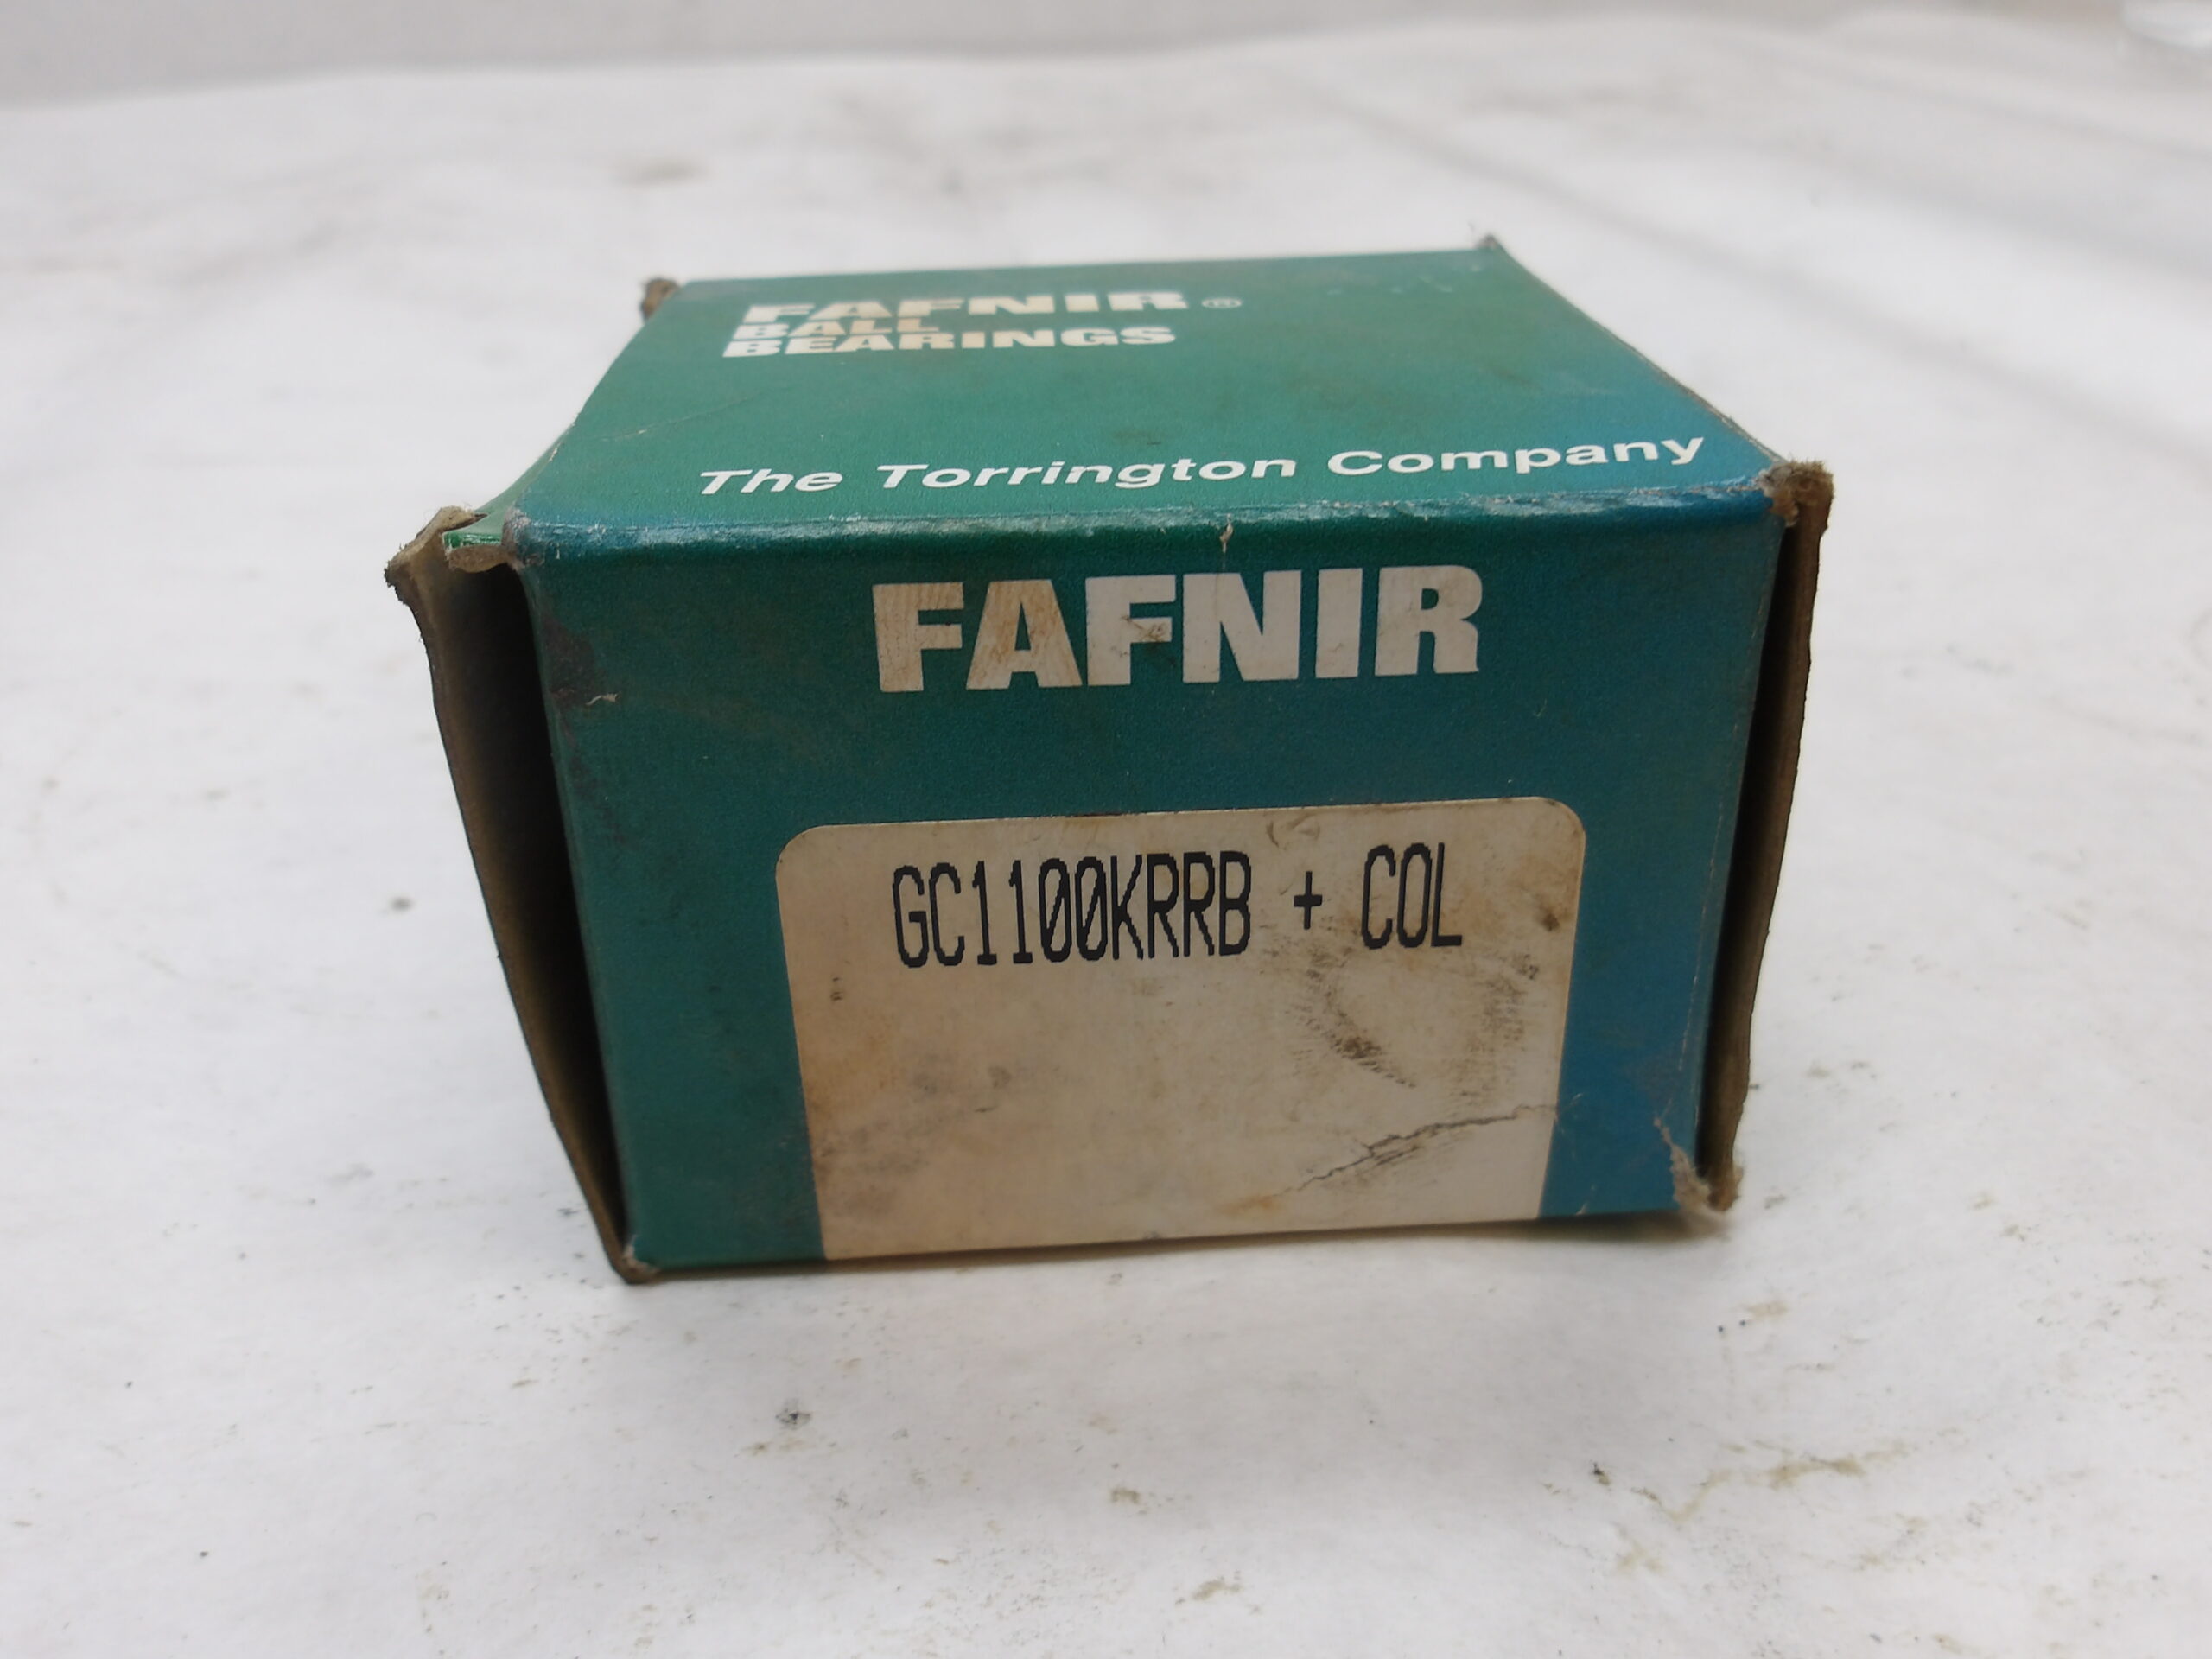 FAFNIR®
BALL
BEARINGS
The Torrington Company
FAFNIR
GC1100KRRB + COL